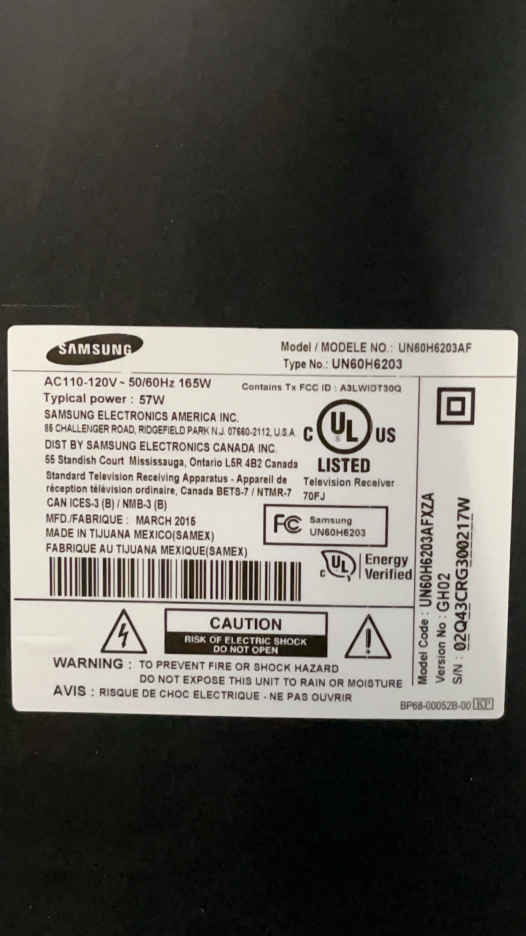 SAMSUNG
Model / MODELE NO.: UN60H6203AF
Type No.: UN60H6203
AC110-120V ~ 50/60Hz 165W
Contains Tx FCC ID : A3LWIDT30Q
Typical power : 57W
SAMSUNG ELECTRONICS AMERICA INC.
85 CHALLENGER ROAD, RIDGEFIELD PARK N.J. 07660-2112, U.S.A.
DIST BY SAMSUNG ELECTRONICS CANADA INC.
55 Standish Court Mississauga, Ontario L5R 4B2 Canada
Standard Television Receiving Apparatus - Appareil de
réception télévision ordinaire, Canada BETS-7 / NTMR-7
CAN ICES-3 (B) / NMB-3 (B)
MFD./FABRIQUE : MARCH 2015
MADE IN TIJUANA MEXICO(SAMEX)
FABRIQUE AU TIJUANA MEXIQUE(SAMEX)
C UL US
LISTED
Television Receiver
70FJ
FC Samsung
UN60H6203
C UL Energy
Verified
Model Code : UN60H6203AFXZA
Version No : GH02
S/N : 02Q43CRG300217W
CAUTION
RISK OF ELECTRIC SHOCK
DO NOT OPEN
WARNING : TO PREVENT FIRE OR SHOCK HAZARD
DO NOT EXPOSE THIS UNIT TO RAIN OR MOISTURE
AVIS : RISQUE DE CHOC ELECTRIQUE - NE PAS OUVRIR
BP68-00052B-00 KP